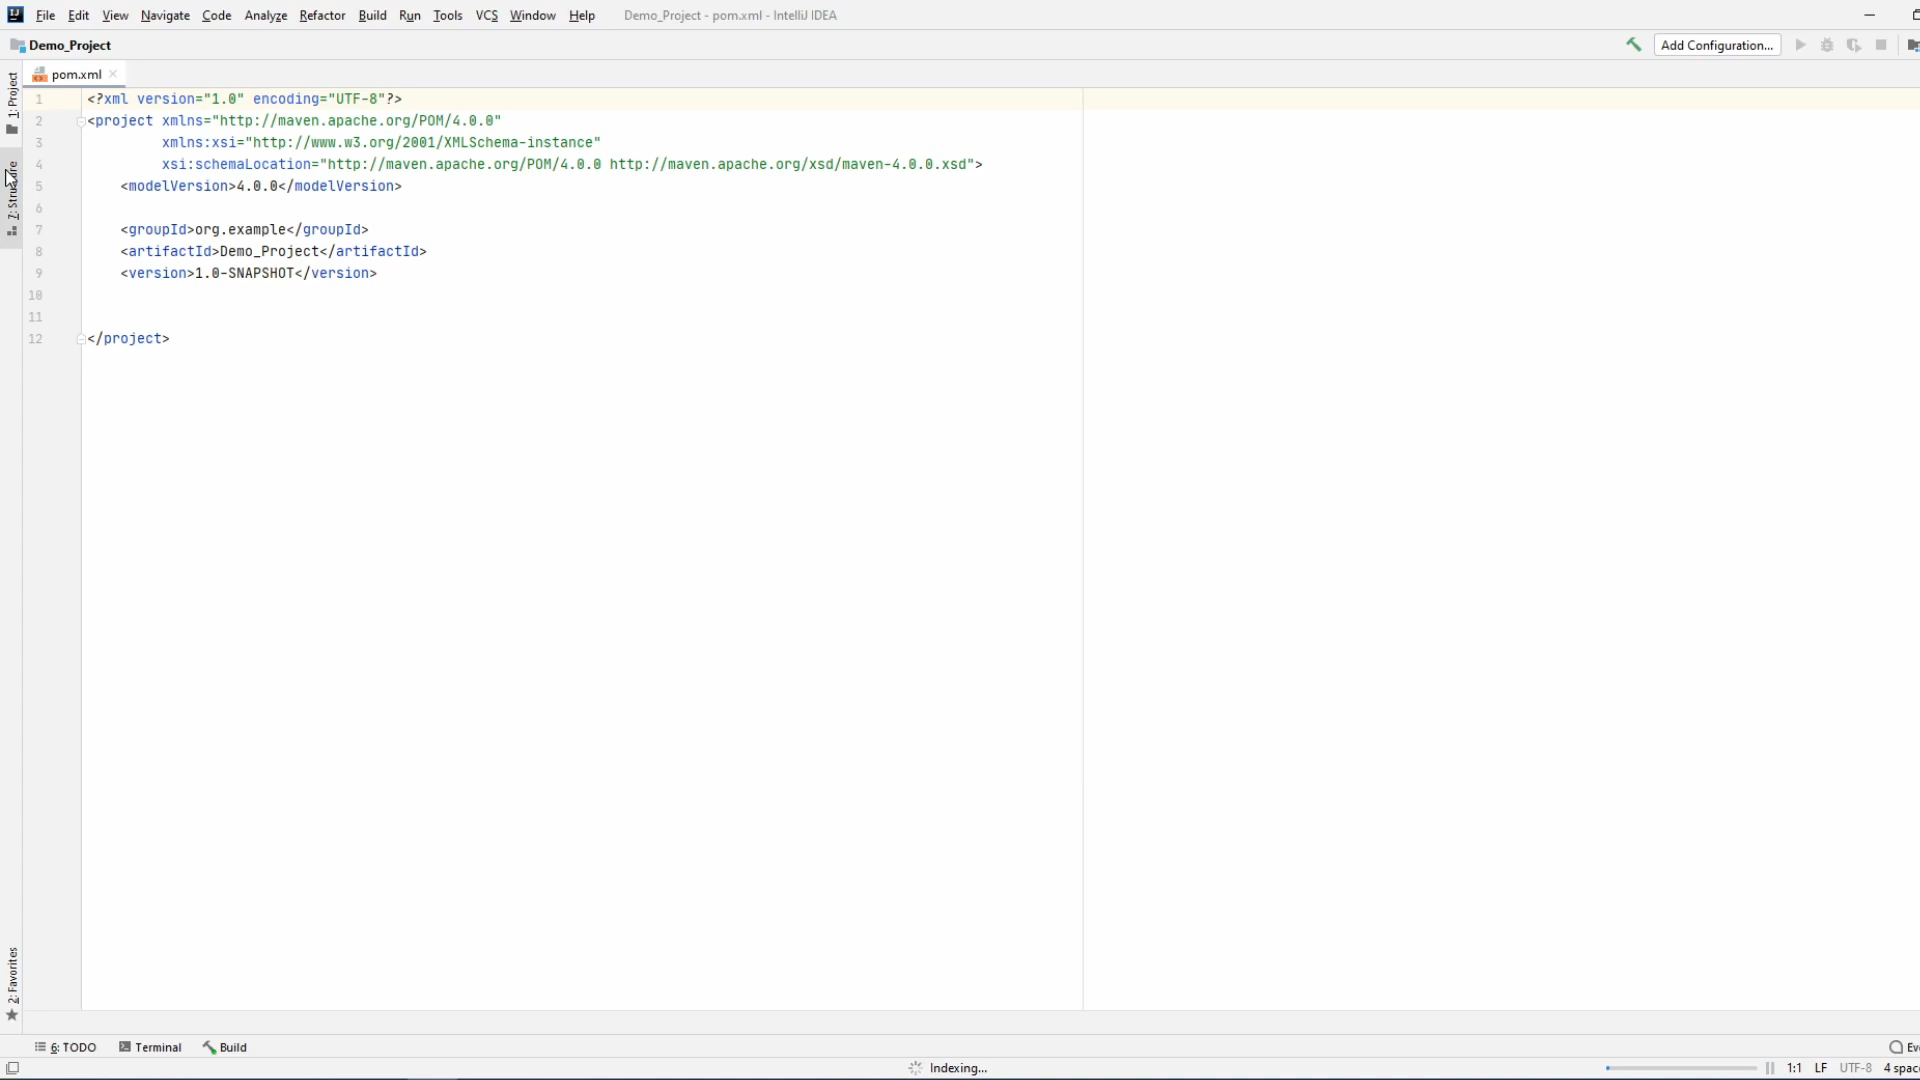 File Edit View Navigate Code Analyze Refactor Build Run Tools VCS Window Help Demo_Project - pom.xml - IntelliJ IDEA
Demo_Project Add Configuration...
pom.xml
1: Project
7: Structure
2: Favorites
1 <?xml version="1.0" encoding="UTF-8"?>
2 <project xmlns="http://maven.apache.org/POM/4.0.0"
3 xmlns:xsi="http://www.w3.org/2001/XMLSchema-instance"
4 xsi:schemaLocation="http://maven.apache.org/POM/4.0.0 http://maven.apache.org/xsd/maven-4.0.0.xsd">
5 <modelVersion>4.0.0</modelVersion>
6
7 <groupId>org.example</groupId>
8 <artifactId>Demo_Project</artifactId>
9 <version>1.0-SNAPSHOT</version>
10
11
12 </project>
6: TODO Terminal Build Eve
Indexing... 1:1 LF UTF-8 4 spac